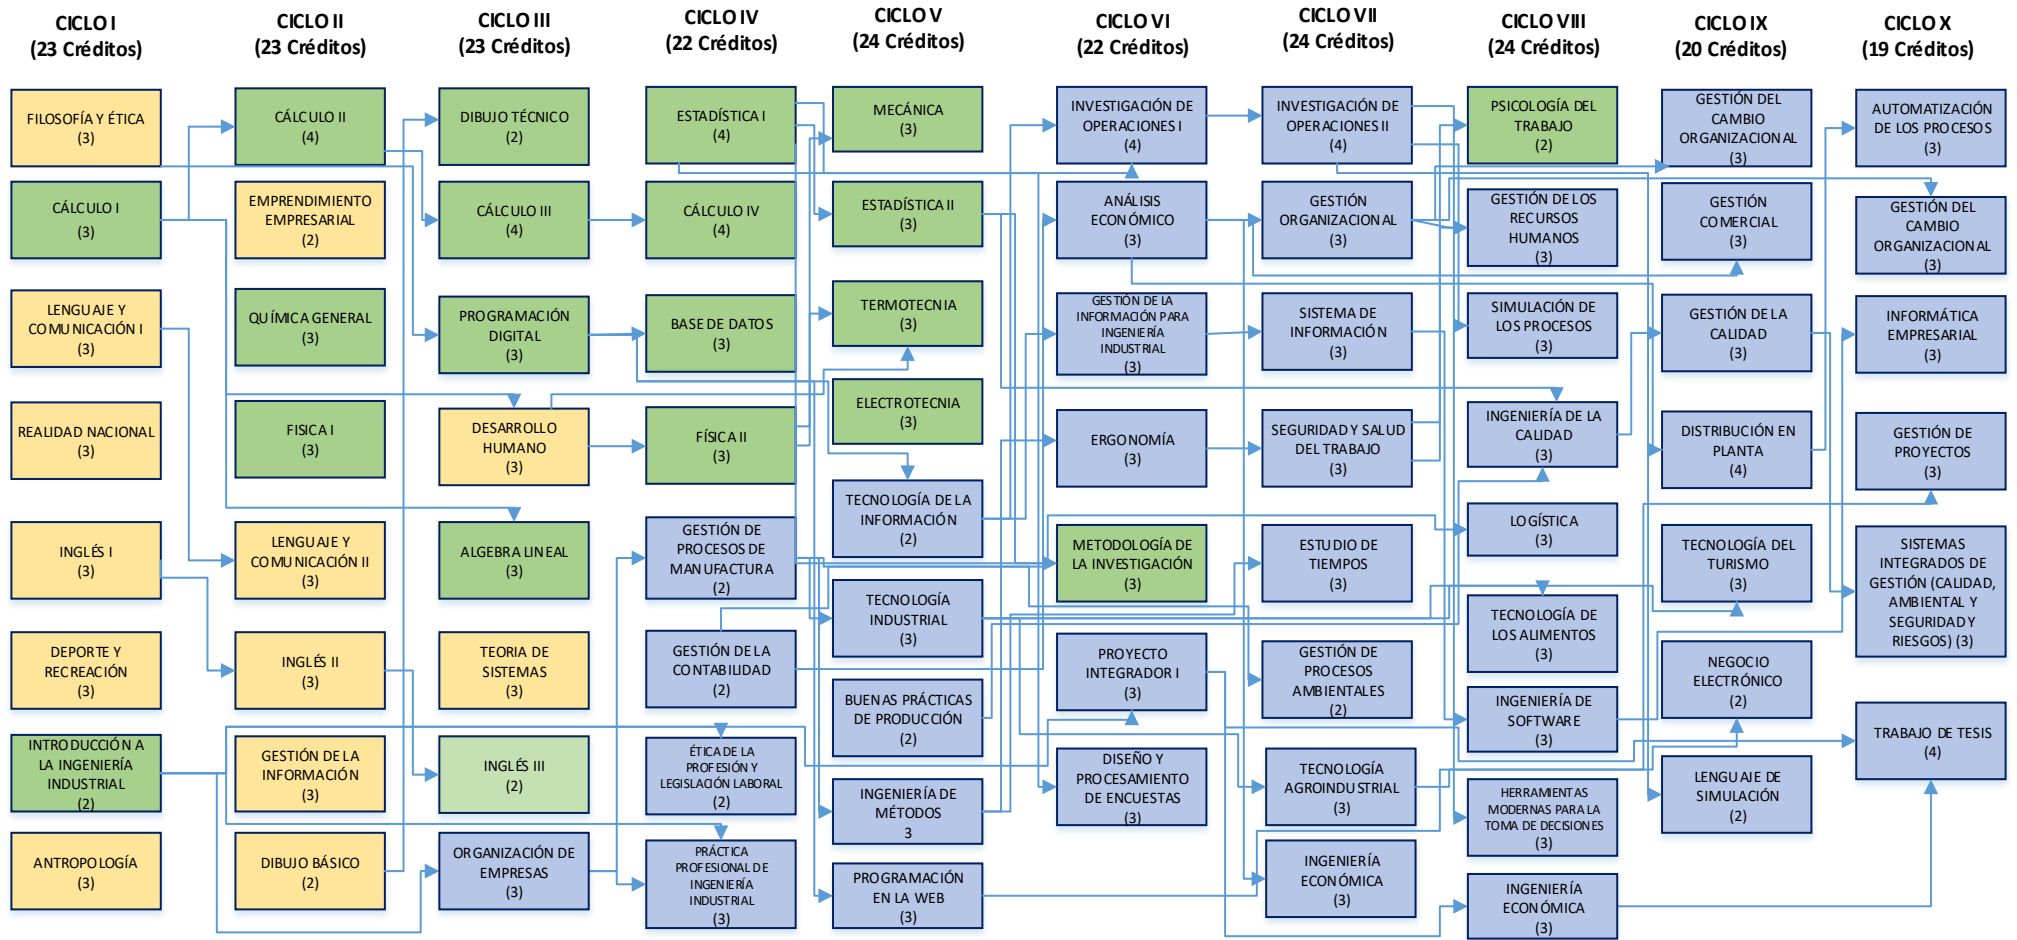 CICLO I
(23 Créditos)
FILOSOFÍA Y ÉTICA
(3)
CÁLCULO I
(3)
LENGUAJE Y
COMUNICACIÓN I
(3)
REALIDAD NACIONAL
(3)
INGLÉS I
(3)
DEPORTE Y
RECREACIÓN
(3)
INTRODUCCIÓN A
LA INGENIERÍA
INDUSTRIAL
(2)
ANTROPOLOGÍA
(3)
CICLO II
(23 Créditos)
CÁLCULO II
(4)
EMPRENDIMIENTO
EMPRESARIAL
(2)
QUÍMICA GENERAL
(3)
FISICA I
(3)
LENGUAJE Y
COMUNICACIÓN II
(3)
INGLÉS II
(3)
GESTIÓN DE LA
INFORMACIÓN
(3)
DIBUJO BÁSICO
(2)
CICLO III
(23 Créditos)
DIBUJO TÉCNICO
(2)
CÁLCULO III
(4)
PROGRAMACIÓN
DIGITAL
(3)
DESARROLLO
HUMANO
(3)
ALGEBRA LINEAL
(3)
TEORIA DE
SISTEMAS
(3)
INGLÉS III
(2)
ORGANIZACIÓN DE
EMPRESAS
(3)
CICLO IV
(22 Créditos)
ESTADÍSTICA I
(4)
CÁLCULO IV
(4)
BASE DE DATOS
(3)
FÍSICA II
(3)
GESTIÓN DE
PROCESOS DE
MANUFACTURA
(2)
GESTIÓN DE LA
CONTABILIDAD
(2)
ÉTICA DE LA
PROFESIÓN Y
LEGISLACIÓN LABORAL
(2)
PRÁCTICA
PROFESIONAL DE
INGENIERÍA
INDUSTRIAL
(3)
CICLO V
(24 Créditos)
MECÁNICA
(3)
ESTADÍSTICA II
(3)
TERMOTECNIA
(3)
ELECTROTECNIA
(3)
TECNOLOGÍA DE LA
INFORMACIÓN
(2)
TECNOLOGÍA
INDUSTRIAL
(3)
BUENAS PRÁCTICAS
DE PRODUCCIÓN
(2)
INGENIERÍA DE
MÉTODOS
3
PROGRAMACIÓN
EN LA WEB
(3)
CICLO VI
(22 Créditos)
INVESTIGACIÓN DE
OPERACIONES I
(4)
ANÁLISIS
ECONÓMICO
(3)
GESTIÓN DE LA
INFORMACIÓN PARA
INGENIERÍA
INDUSTRIAL
(3)
ERGONOMÍA
(3)
METODOLOGÍA DE
LA INVESTIGACIÓN
(3)
PROYECTO
INTEGRADOR I
(3)
DISEÑO Y
PROCESAMIENTO
DE ENCUESTAS
(3)
CICLO VII
(24 Créditos)
INVESTIGACIÓN DE
OPERACIONES II
(4)
GESTIÓN
ORGANIZACIONAL
(3)
SISTEMA DE
INFORMACIÓN
(3)
SEGURIDAD Y SALUD
DEL TRABAJO
(3)
ESTUDIO DE
TIEMPOS
(3)
GESTIÓN DE
PROCESOS
AMBIENTALES
(2)
TECNOLOGÍA
AGROINDUSTRIAL
(3)
INGENIERÍA
ECONÓMICA
(3)
CICLO VIII
(24 Créditos)
PSICOLOGÍA DEL
TRABAJO
(2)
GESTIÓN DE LOS
RECURSOS
HUMANOS
(3)
SIMULACIÓN DE
LOS PROCESOS
(3)
INGENIERÍA DE LA
CALIDAD
(3)
LOGÍSTICA
(3)
TECNOLOGÍA DE
LOS ALIMENTOS
(3)
INGENIERÍA DE
SOFTWARE
(3)
HERRAMIENTAS
MODERNAS PARA LA
TOMA DE DECISIONES
(3)
INGENIERÍA
ECONÓMICA
(3)
CICLO IX
(20 Créditos)
GESTIÓN DEL
CAMBIO
ORGANIZACIONAL
(3)
GESTIÓN
COMERCIAL
(3)
GESTIÓN DE LA
CALIDAD
(3)
DISTRIBUCIÓN EN
PLANTA
(4)
TECNOLOGÍA DEL
TURISMO
(3)
NEGOCIO
ELECTRÓNICO
(2)
LENGUAJE DE
SIMULACIÓN
(2)
CICLO X
(19 Créditos)
AUTOMATIZACIÓN
DE LOS PROCESOS
(3)
GESTIÓN DEL
CAMBIO
ORGANIZACIONAL
(3)
INFORMÁTICA
EMPRESARIAL
(3)
GESTIÓN DE
PROYECTOS
(3)
SISTEMAS
INTEGRADOS DE
GESTIÓN (CALIDAD,
AMBIENTAL Y
SEGURIDAD Y
RIESGOS) (3)
TRABAJO DE TESIS
(4)